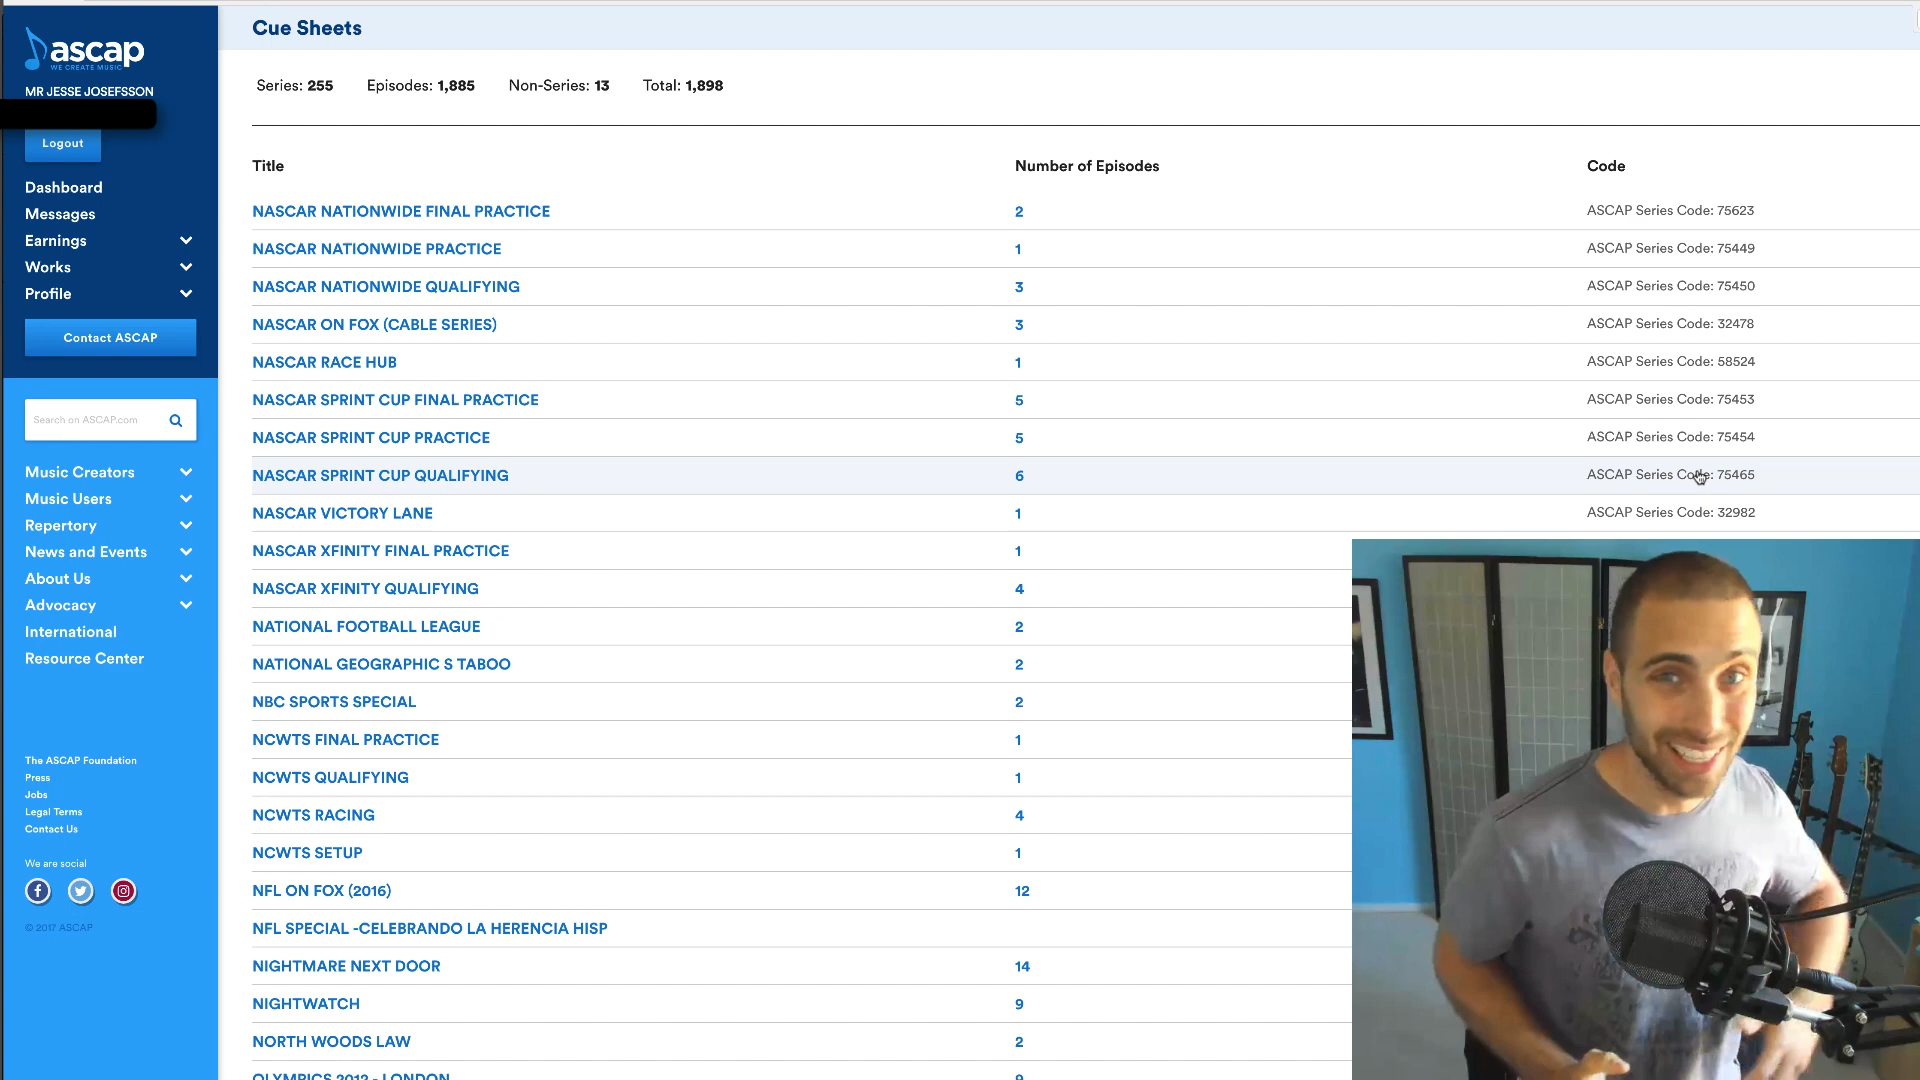 ascap
WE CREATE MUSIC
MR JESSE JOSEFSSON
Logout
Dashboard
Messages
Earnings
Works
Profile
Contact ASCAP
Search on ASCAP.com
Music Creators
Music Users
Repertory
News and Events
About Us
Advocacy
International
Resource Center
The ASCAP Foundation
Press
Jobs
Legal Terms
Contact Us
We are social
© 2017 ASCAP
Cue Sheets
Series: 255 Episodes: 1,885 Non-Series: 13 Total: 1,898
Title Number of Episodes Code
NASCAR NATIONWIDE FINAL PRACTICE 2 ASCAP Series Code: 75623
NASCAR NATIONWIDE PRACTICE 1 ASCAP Series Code: 75449
NASCAR NATIONWIDE QUALIFYING 3 ASCAP Series Code: 75450
NASCAR ON FOX (CABLE SERIES) 3 ASCAP Series Code: 32478
NASCAR RACE HUB 1 ASCAP Series Code: 58524
NASCAR SPRINT CUP FINAL PRACTICE 5 ASCAP Series Code: 75453
NASCAR SPRINT CUP PRACTICE 5 ASCAP Series Code: 75454
NASCAR SPRINT CUP QUALIFYING 6 ASCAP Series Code: 75465
NASCAR VICTORY LANE 1 ASCAP Series Code: 32982
NASCAR XFINITY FINAL PRACTICE 1
NASCAR XFINITY QUALIFYING 4
NATIONAL FOOTBALL LEAGUE 2
NATIONAL GEOGRAPHIC S TABOO 2
NBC SPORTS SPECIAL 2
NCWTS FINAL PRACTICE 1
NCWTS QUALIFYING 1
NCWTS RACING 4
NCWTS SETUP 1
NFL ON FOX (2016) 12
NFL SPECIAL -CELEBRANDO LA HERENCIA HISP
NIGHTMARE NEXT DOOR 14
NIGHTWATCH 9
NORTH WOODS LAW 2
OLYMPICS 2012 - LONDON 9